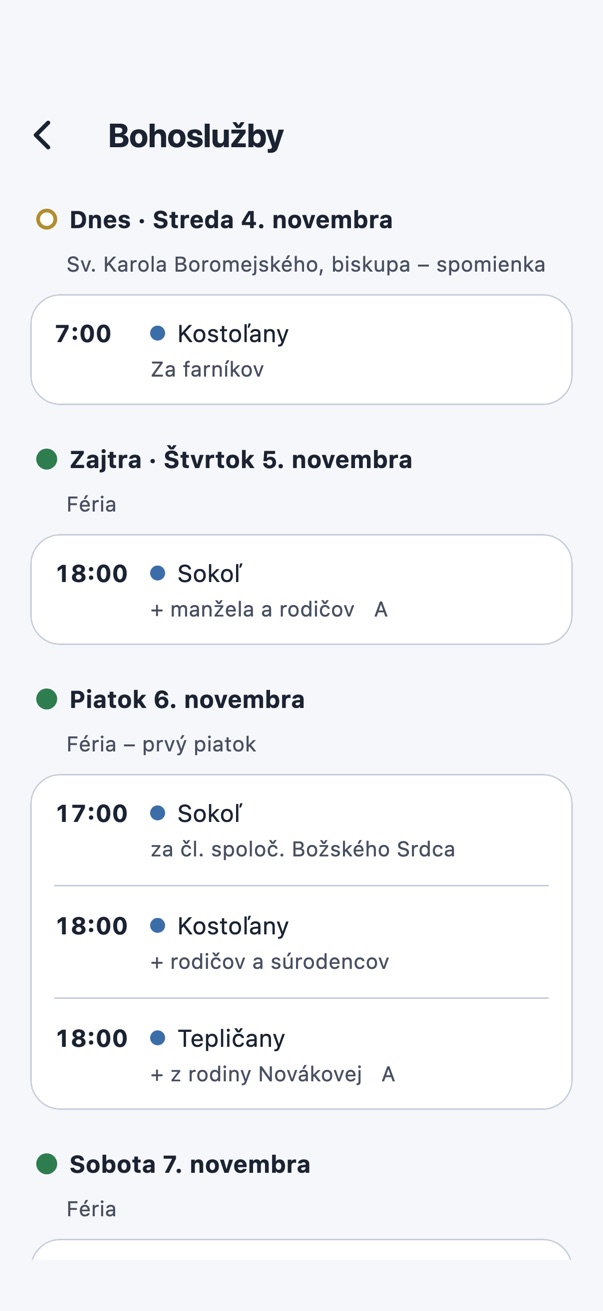 Bohoslužby
Dnes · Streda 4. novembra
Sv. Karola Boromejského, biskupa – spomienka
7:00 Kostoľany
Za farníkov
Zajtra · Štvrtok 5. novembra
Féria
18:00 Sokoľ
+ manžela a rodičov A
Piatok 6. novembra
Féria – prvý piatok
17:00 Sokoľ
za čl. spoloč. Božského Srdca
18:00 Kostoľany
+ rodičov a súrodencov
18:00 Tepličany
+ z rodiny Novákovej A
Sobota 7. novembra
Féria